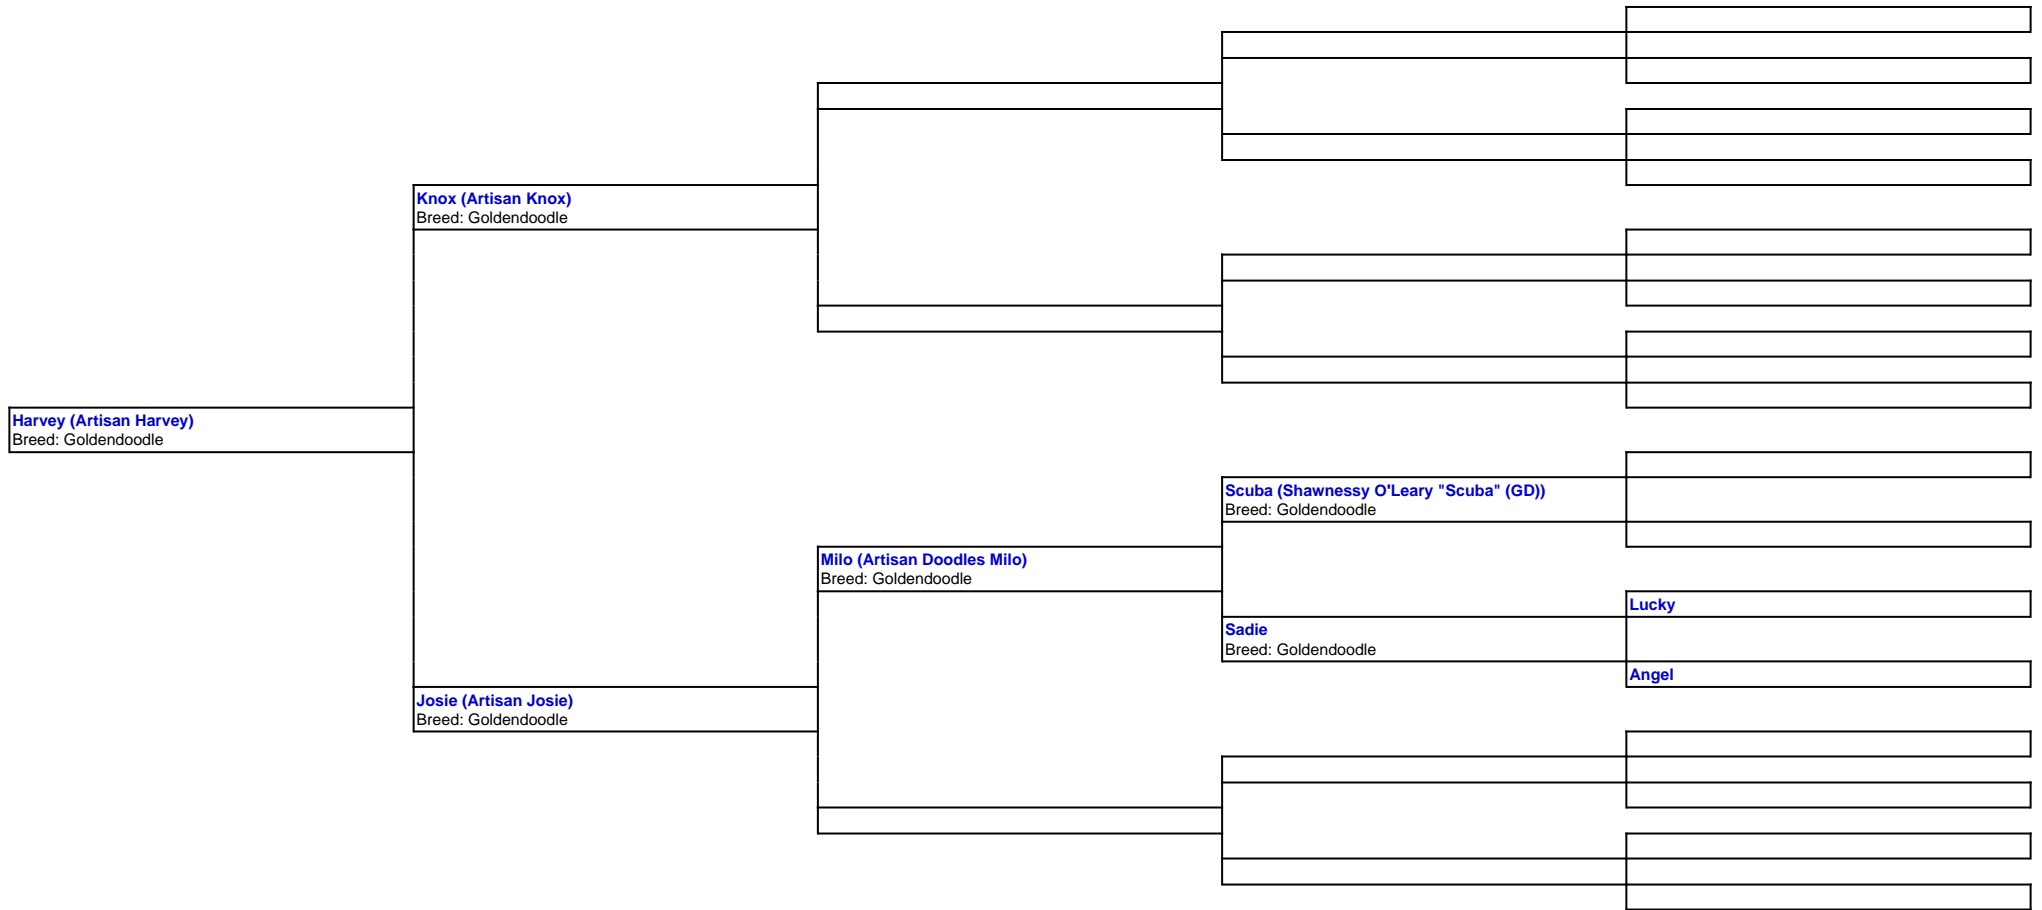 Knox (Artisan Knox)
Breed: Goldendoodle
Harvey (Artisan Harvey)
Breed: Goldendoodle
Scuba (Shawnessy O'Leary "Scuba" (GD))
Breed: Goldendoodle
Milo (Artisan Doodles Milo)
Breed: Goldendoodle
Lucky
Sadie
Breed: Goldendoodle
Angel
Josie (Artisan Josie)
Breed: Goldendoodle